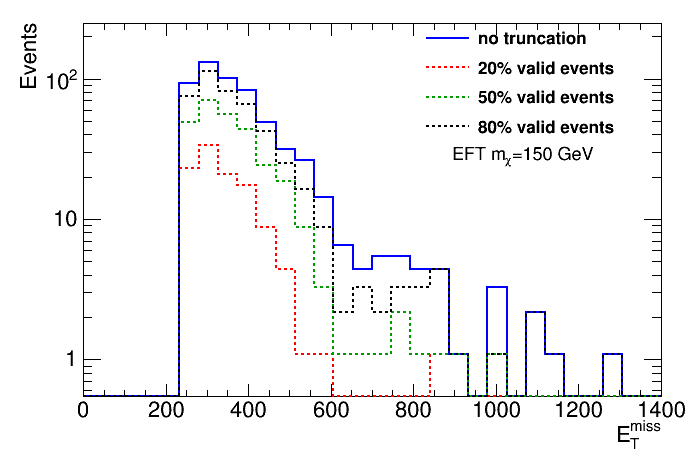 Events
10²
10
1
no truncation
20% valid events
50% valid events
80% valid events
EFT mχ=150 GeV
0 200 400 600 800 1000 1200 1400
E_T^miss